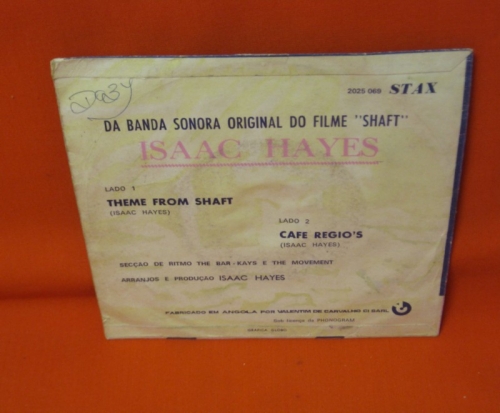 2025 069 STAX
DA BANDA SONORA ORIGINAL DO FILME "SHAFT"
ISAAC HAYES
LADO 1
THEME FROM SHAFT
(ISAAC HAYES)
LADO 2
CAFE REGIO'S
(ISAAC HAYES)
SECÇÃO DE RITMO THE BAR-KAYS E THE MOVEMENT
ARRANJOS E PRODUÇÃO ISAAC HAYES
FABRICADO EM ANGOLA POR VALENTIM DE CARVALHO CI SARL